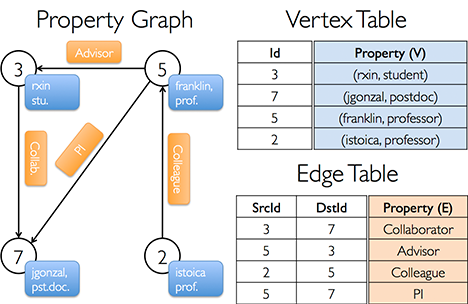 Property Graph
Advisor
3
5
rxin
stu.
franklin,
prof.
Collab.
PI
Colleague
7
2
jgonzal,
pst.doc.
istoica
prof.
Vertex Table
Id Property (V)
3 (rxin, student)
7 (jgonzal, postdoc)
5 (franklin, professor)
2 (istoica, professor)
Edge Table
SrcId DstId Property (E)
3 7 Collaborator
5 3 Advisor
2 5 Colleague
5 7 PI